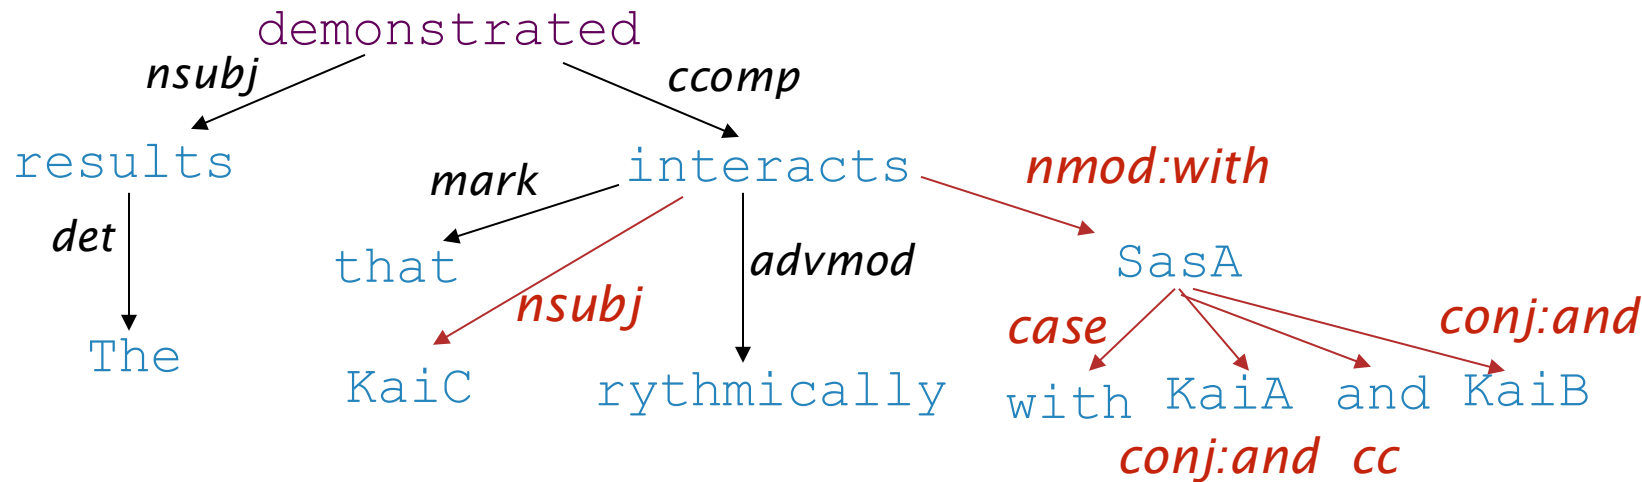 demonstrated
nsubj
ccomp
results
interacts
nmod:with
mark
det
that
advmod
SasA
nsubj
case
conj:and
The
KaiC
rythmically
with KaiA and KaiB
conj:and cc